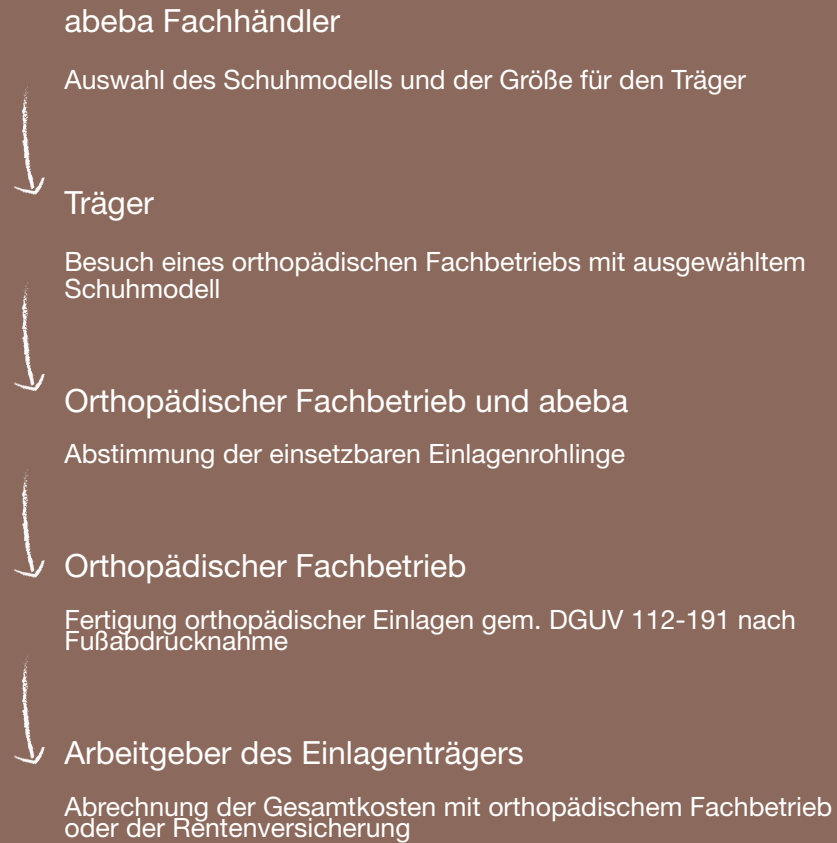 abeba Fachhändler
Auswahl des Schuhmodells und der Größe für den Träger
Träger
Besuch eines orthopädischen Fachbetriebs mit ausgewähltem
Schuhmodell
Orthopädischer Fachbetrieb und abeba
Abstimmung der einsetzbaren Einlagenrohlinge
Orthopädischer Fachbetrieb
Fertigung orthopädischer Einlagen gem. DGUV 112-191 nach
Fußabdrucknahme
Arbeitgeber des Einlagenträgers
Abrechnung der Gesamtkosten mit orthopädischem Fachbetrieb
oder der Rentenversicherung